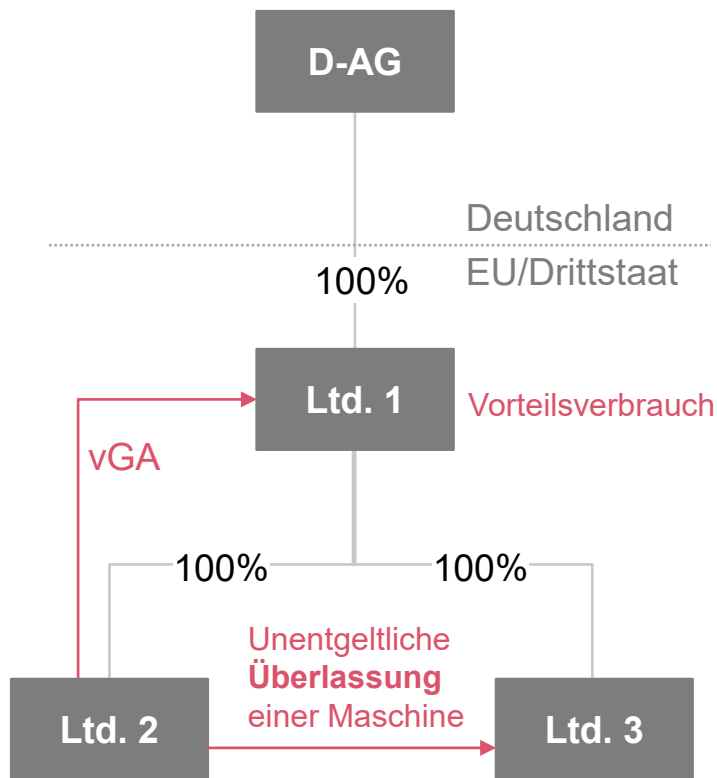 D-AG
Deutschland
EU/Drittstaat
100%
Ltd. 1
Vorteilsverbrauch
vGA
100%
100%
Unentgeltliche
Überlassung
einer Maschine
Ltd. 2
Ltd. 3